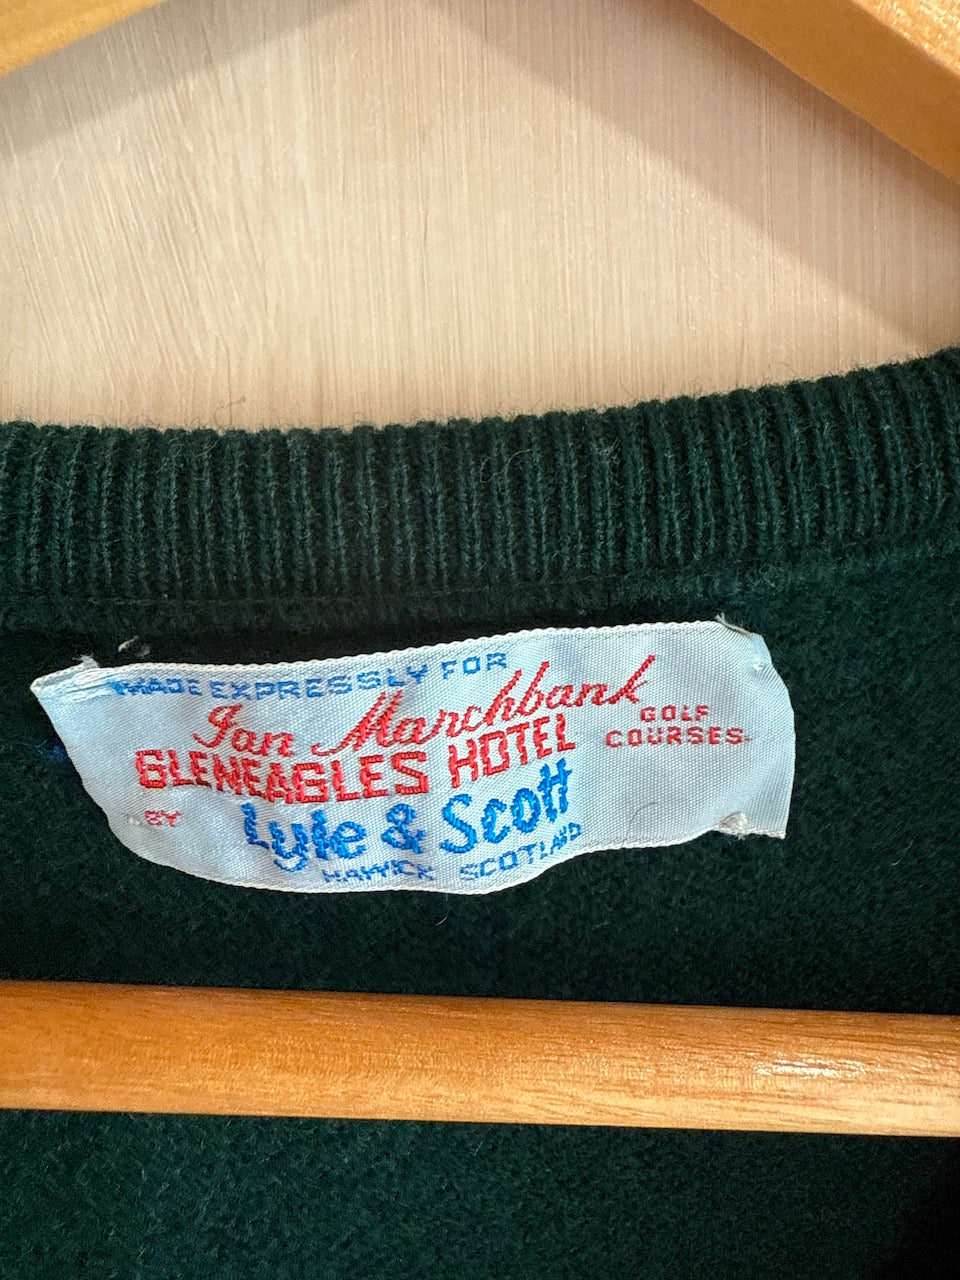 MADE EXPRESSLY FOR
Ian Marchbank
GLENEAGLES HOTEL
GOLF
COURSES
BY
Lyle & Scott
HAWICK SCOTLAND